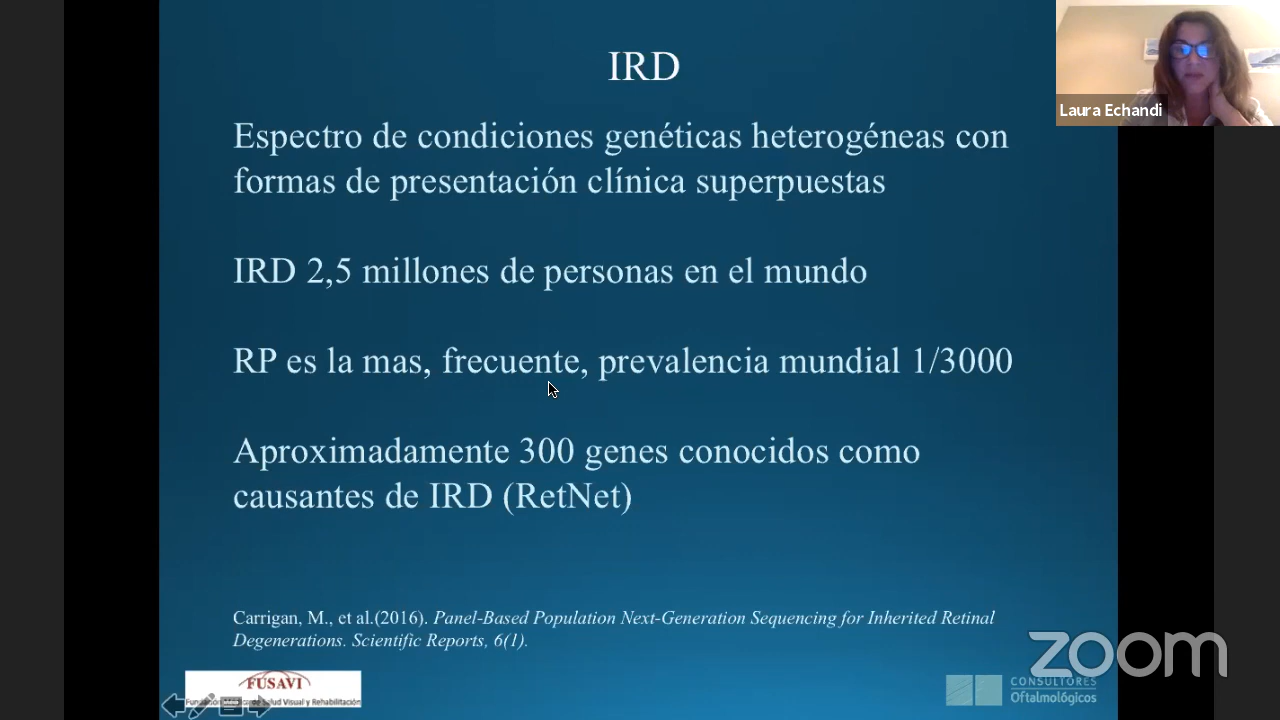 IRD
Laura Echandi
Espectro de condiciones genéticas heterogéneas con
formas de presentación clínica superpuestas
IRD 2,5 millones de personas en el mundo
RP es la mas, frecuente, prevalencia mundial 1/3000
Aproximadamente 300 genes conocidos como
causantes de IRD (RetNet)
Carrigan, M., et al.(2016). Panel-Based Population Next-Generation Sequencing for Inherited Retinal
Degenerations. Scientific Reports, 6(1).
zoom
FUSAVI
Salud Visual y Rehabilitación
CONSULTORES
Oftalmológicos